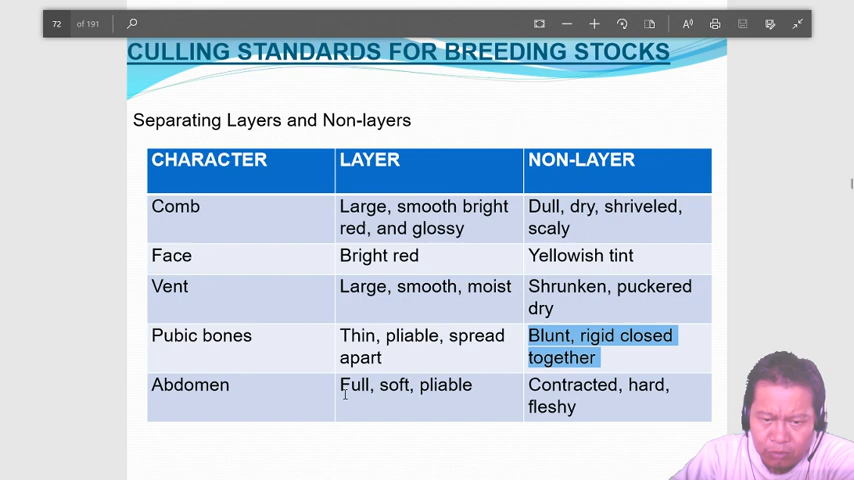 72 of 191
CULLING STANDARDS FOR BREEDING STOCKS
Separating Layers and Non-layers
CHARACTER LAYER NON-LAYER
Comb Large, smooth bright red, and glossy Dull, dry, shriveled, scaly
Face Bright red Yellowish tint
Vent Large, smooth, moist Shrunken, puckered dry
Pubic bones Thin, pliable, spread apart Blunt, rigid closed together
Abdomen Full, soft, pliable Contracted, hard, fleshy